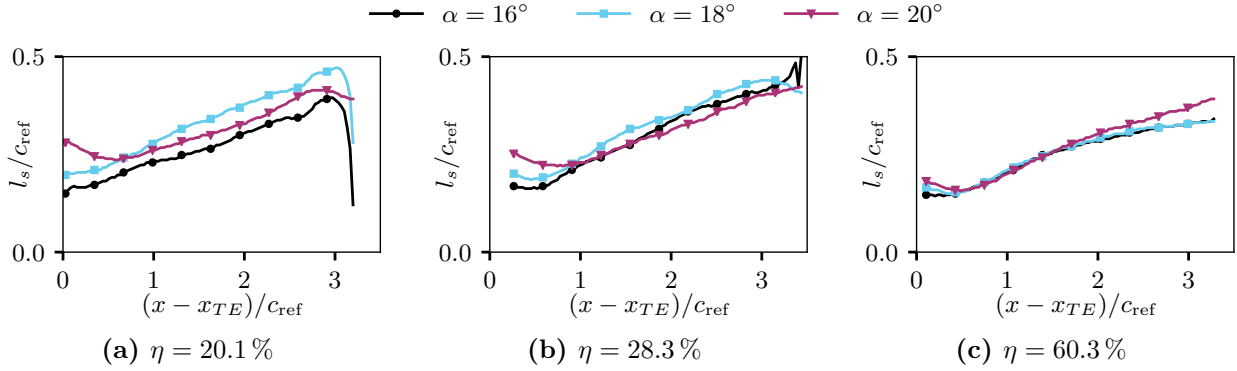 α = 16° α = 18° α = 20°
0.5 0.5 0.5
l_s/c_ref l_s/c_ref l_s/c_ref
0.0 0.0 0.0
0 1 2 3 0 1 2 3 0 1 2 3
(x − x_TE)/c_ref (x − x_TE)/c_ref (x − x_TE)/c_ref
(a) η = 20.1 % (b) η = 28.3 % (c) η = 60.3 %